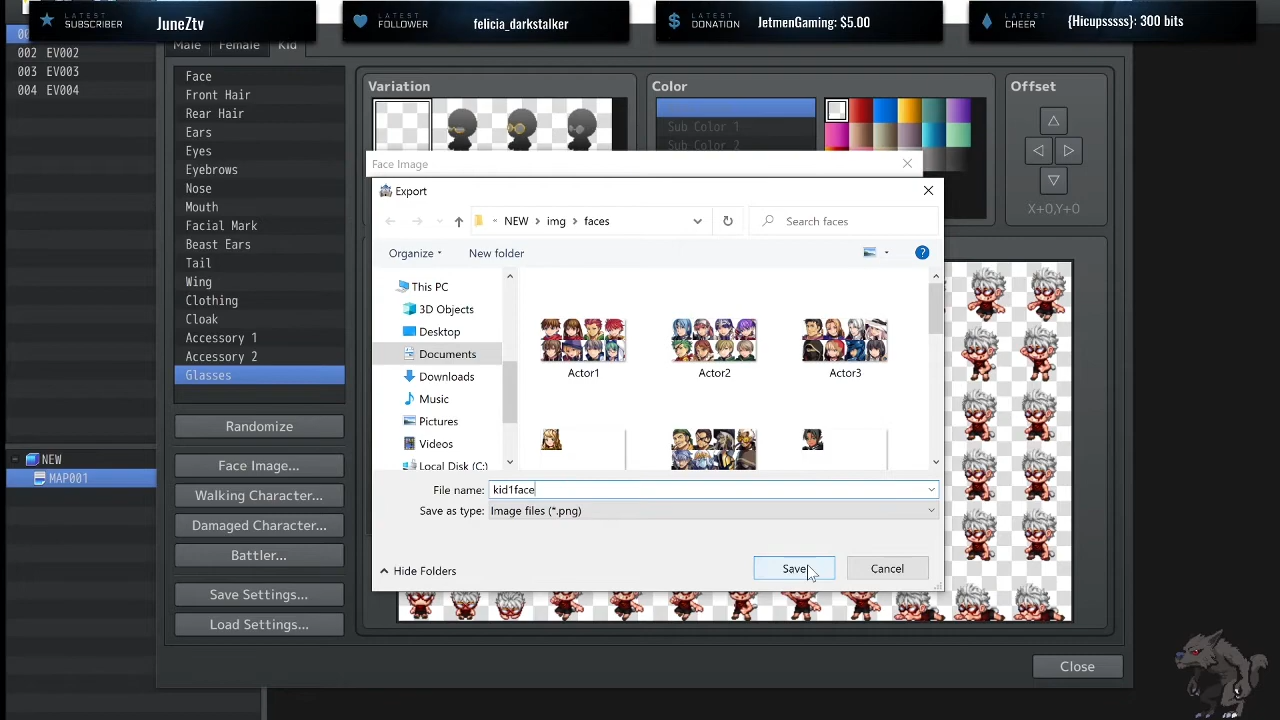 LATEST
SUBSCRIBER
JuneZtv
LATEST
FOLLOWER
felicia_darkstalker
LATEST
DONATION
JetmenGaming: $5.00
LATEST
CHEER
{Hicupsssss}: 300 bits
002 EV002
003 EV003
004 EV004
Male
Female
Kid
Face
Front Hair
Rear Hair
Ears
Eyes
Eyebrows
Nose
Mouth
Facial Mark
Beast Ears
Tail
Wing
Clothing
Cloak
Accessory 1
Accessory 2
Glasses
Randomize
Face Image...
Walking Character...
Damaged Character...
Battler...
Save Settings...
Load Settings...
NEW
MAP001
Variation
Color
Sub Color 1
Sub Color 2
Offset
X+0,Y+0
Face Image
Export
« NEW > img > faces
Search faces
Organize
New folder
This PC
3D Objects
Desktop
Documents
Downloads
Music
Pictures
Videos
Local Disk (C:)
Actor1
Actor2
Actor3
File name: kid1face
Save as type: Image files (*.png)
Hide Folders
Save
Cancel
Close